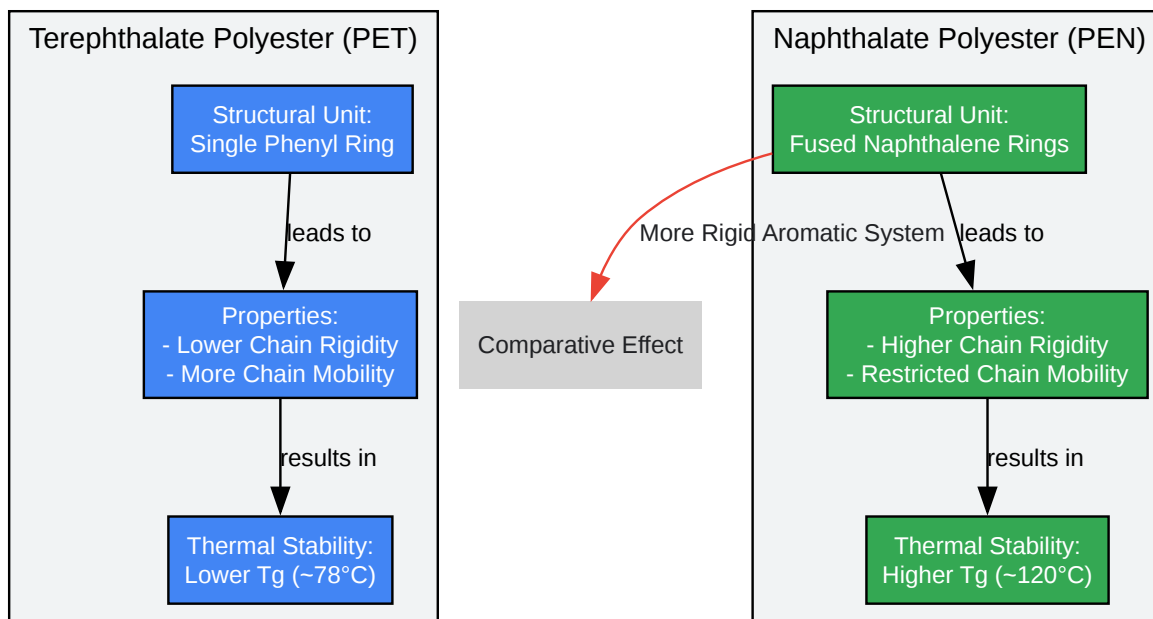 Terephthalate Polyester (PET)
Structural Unit:
Single Phenyl Ring
leads to
Properties:
- Lower Chain Rigidity
- More Chain Mobility
results in
Thermal Stability:
Lower Tg (~78°C)
More Rigid Aromatic System
Comparative Effect
Naphthalate Polyester (PEN)
Structural Unit:
Fused Naphthalene Rings
leads to
Properties:
- Higher Chain Rigidity
- Restricted Chain Mobility
results in
Thermal Stability:
Higher Tg (~120°C)